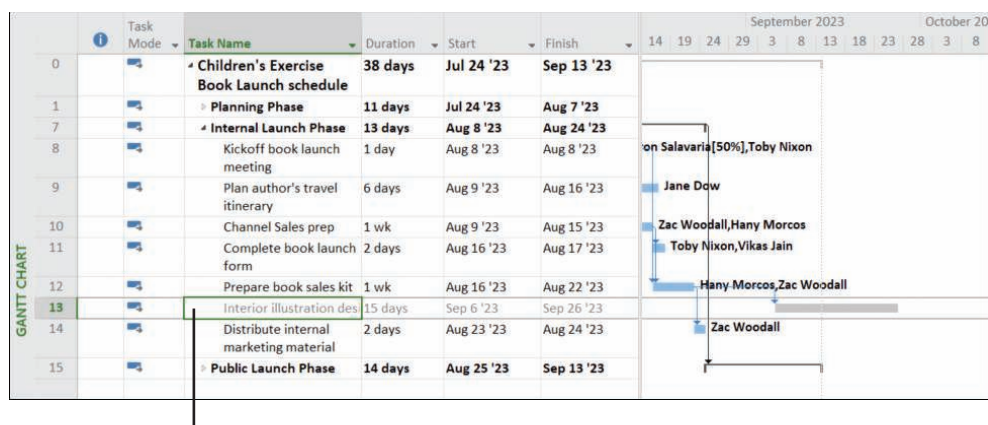 September 2023 October 20
Task
Mode Task Name Duration Start Finish 14 19 24 29 3 8 13 18 23 28 3 8
0 Children's Exercise 38 days Jul 24 '23 Sep 13 '23
Book Launch schedule
1 Planning Phase 11 days Jul 24 '23 Aug 7 '23
7 Internal Launch Phase 13 days Aug 8 '23 Aug 24 '23
8 Kickoff book launch 1 day Aug 8 '23 Aug 8 '23 on Salavaria[50%],Toby Nixon
meeting
9 Plan author's travel 6 days Aug 9 '23 Aug 16 '23 Jane Dow
itinerary
10 Channel Sales prep 1 wk Aug 9 '23 Aug 15 '23 Zac Woodall,Hany Morcos
11 Complete book launch 2 days Aug 16 '23 Aug 17 '23 Toby Nixon,Vikas Jain
form
12 Prepare book sales kit 1 wk Aug 16 '23 Aug 22 '23 Hany Morcos,Zac Woodall
13 Interior illustration des 15 days Sep 6 '23 Sep 26 '23
14 Distribute internal 2 days Aug 23 '23 Aug 24 '23 Zac Woodall
marketing material
15 Public Launch Phase 14 days Aug 25 '23 Sep 13 '23
GANTT CHART